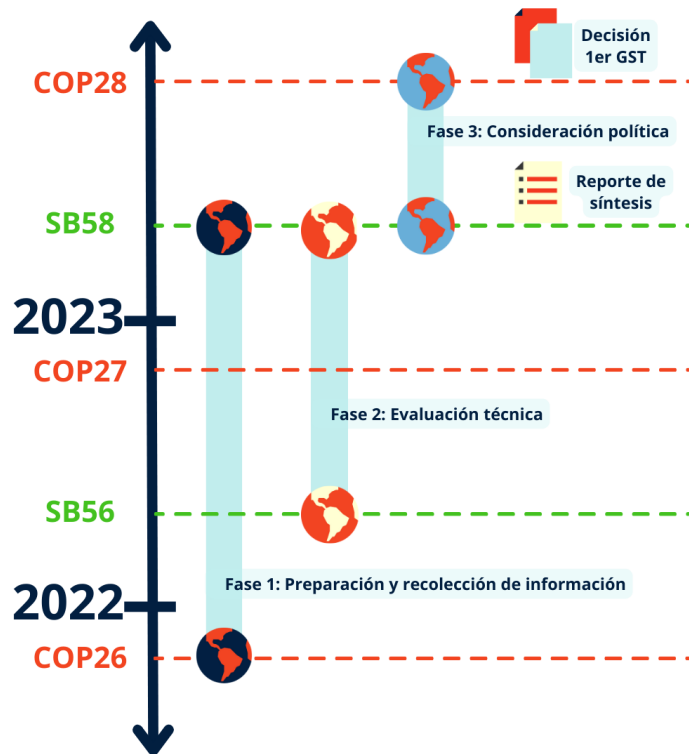 Decisión
1er GST
COP28
Fase 3: Consideración política
Reporte de
síntesis
SB58
2023
COP27
Fase 2: Evaluación técnica
SB56
Fase 1: Preparación y recolección de información
2022
COP26